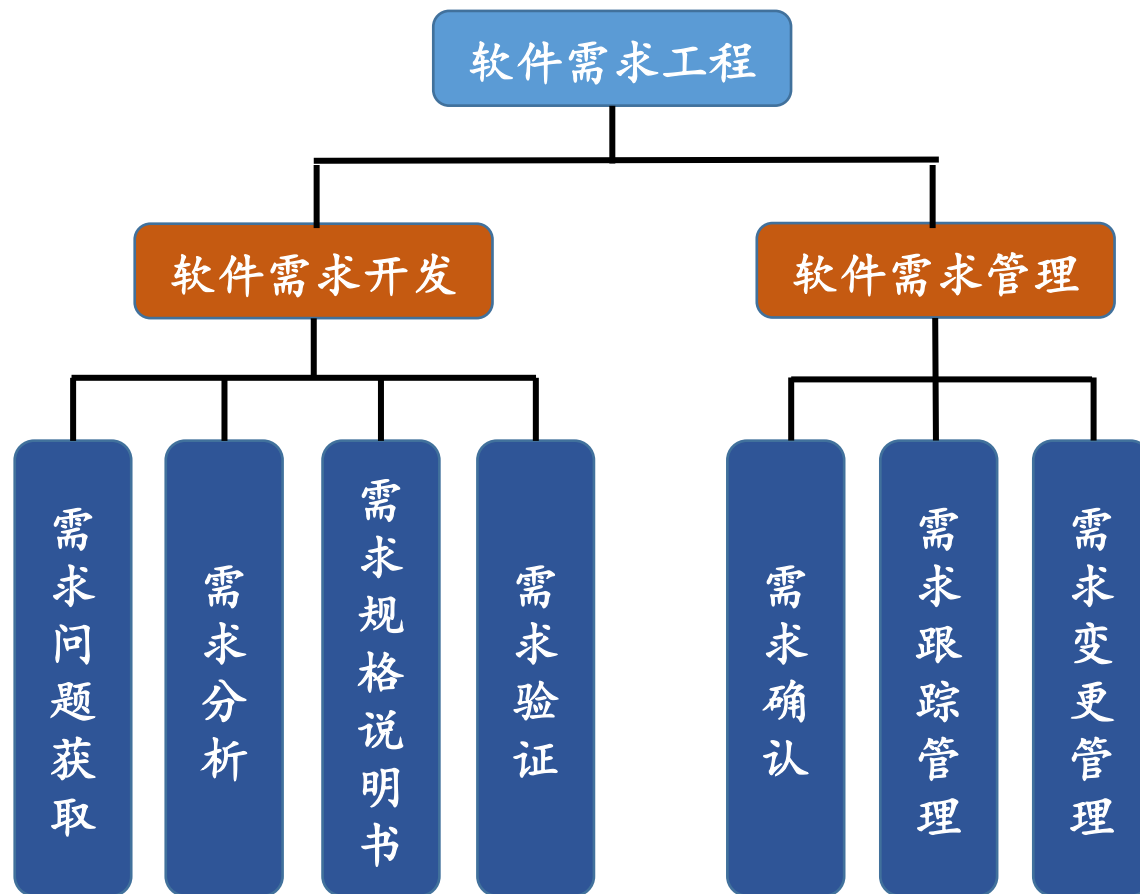 软件需求工程
软件需求开发
软件需求管理
需求问题获取
需求分析
需求规格说明书
需求验证
需求确认
需求跟踪管理
需求变更管理